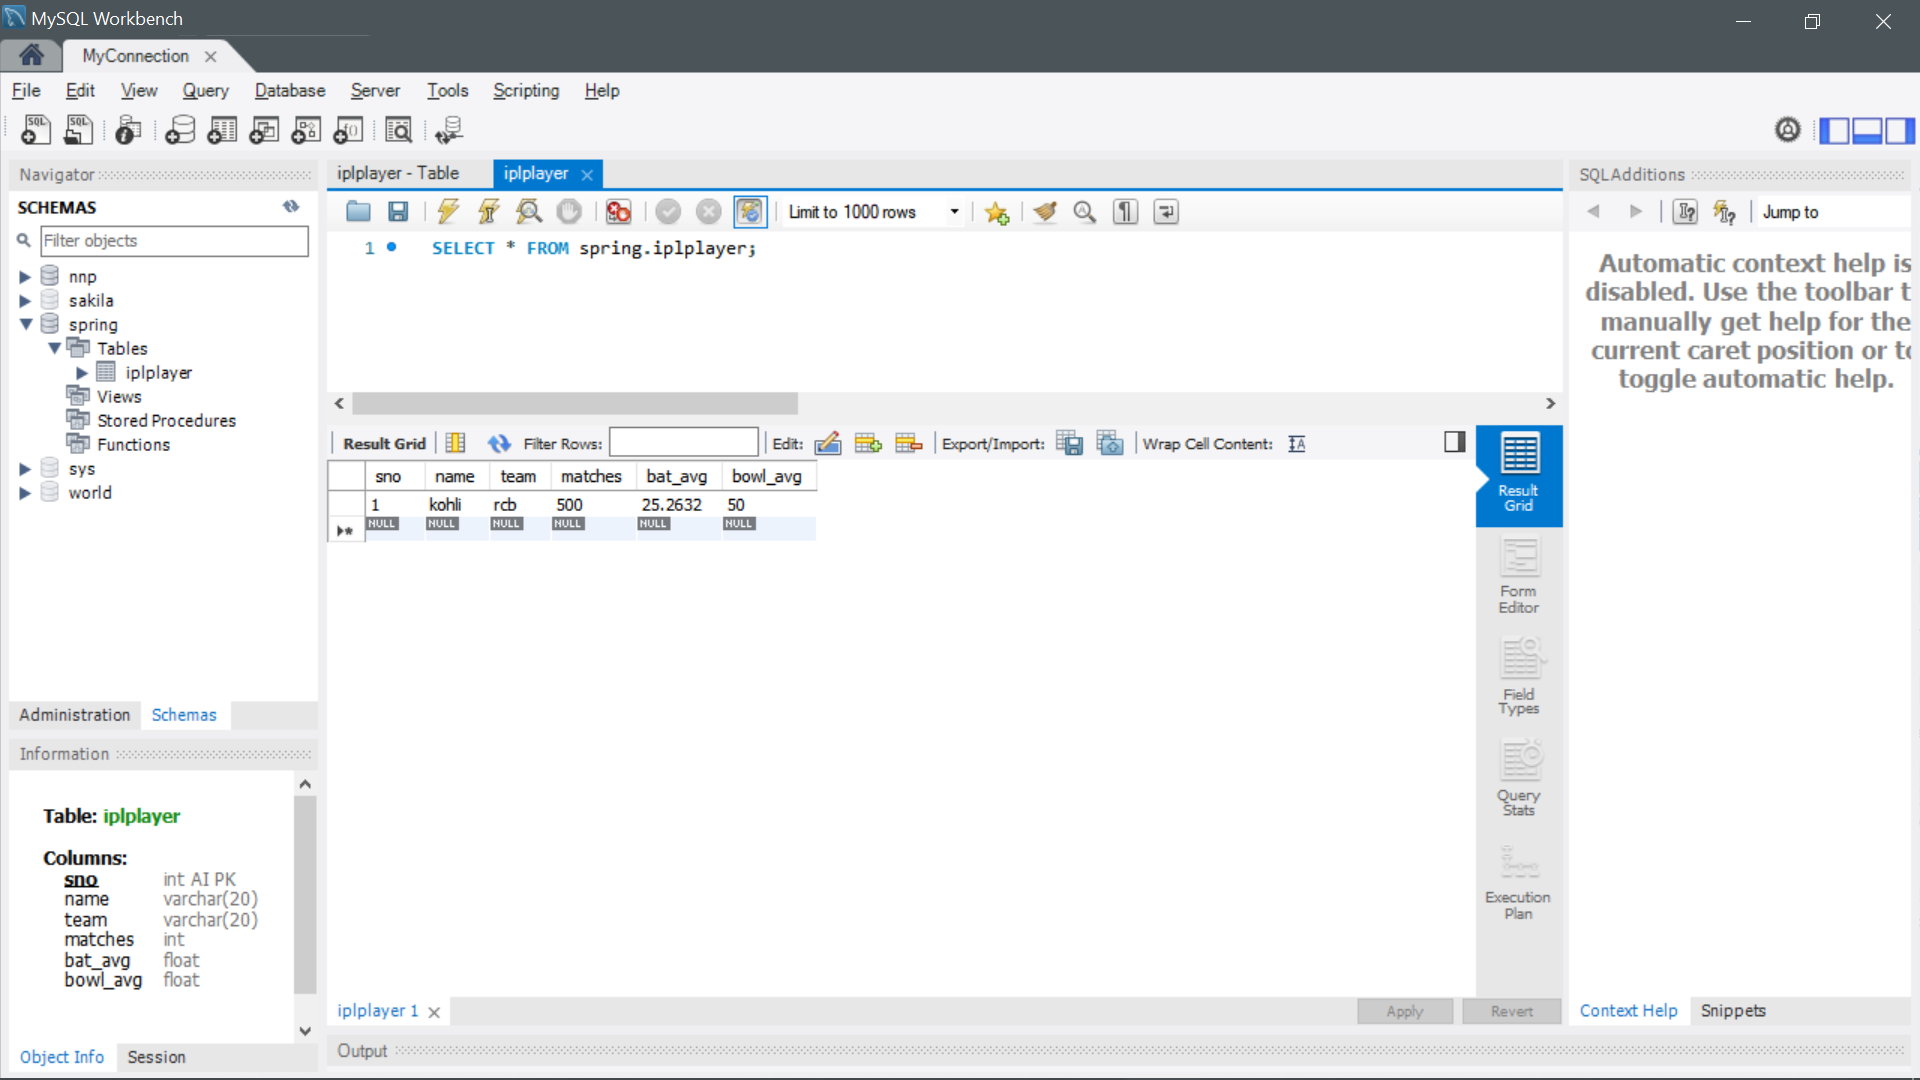 MySQL Workbench
MyConnection
File Edit View Query Database Server Tools Scripting Help
Navigator
SCHEMAS
Filter objects
nnp
sakila
spring
Tables
iplplayer
Views
Stored Procedures
Functions
sys
world
Administration Schemas
Information
Table: iplplayer
Columns:
sno int AI PK
name varchar(20)
team varchar(20)
matches int
bat_avg float
bowl_avg float
Object Info Session
iplplayer - Table iplplayer
Limit to 1000 rows
1 SELECT * FROM spring.iplplayer;
Result Grid Filter Rows: Edit: Export/Import: Wrap Cell Content:
sno name team matches bat_avg bowl_avg
1 kohli rcb 500 25.2632 50
NULL NULL NULL NULL NULL NULL
Result
Grid
Form
Editor
Field
Types
Query
Stats
Execution
Plan
iplplayer 1 Apply Revert
Output
SQLAdditions
Jump to
Automatic context help is
disabled. Use the toolbar t
manually get help for the
current caret position or to
toggle automatic help.
Context Help Snippets